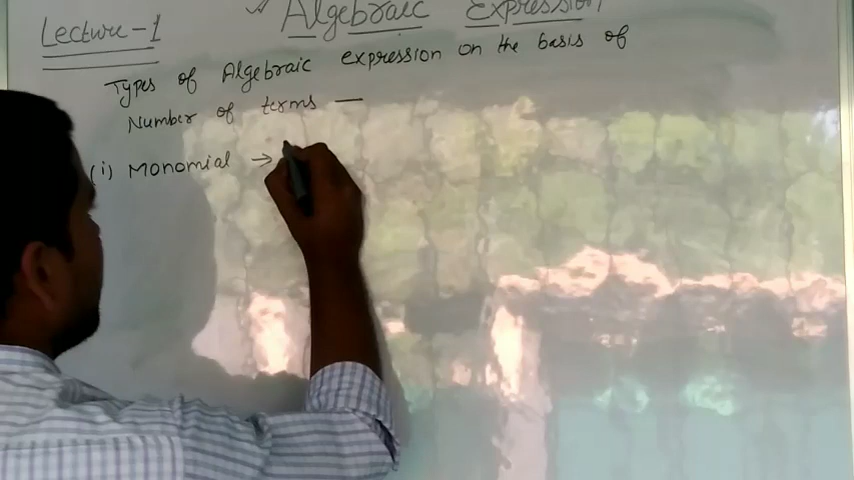 Algebraic Expression
Lecture-1
Types of Algebraic expression on the basis of
Number of terms —
(i) Monomial →